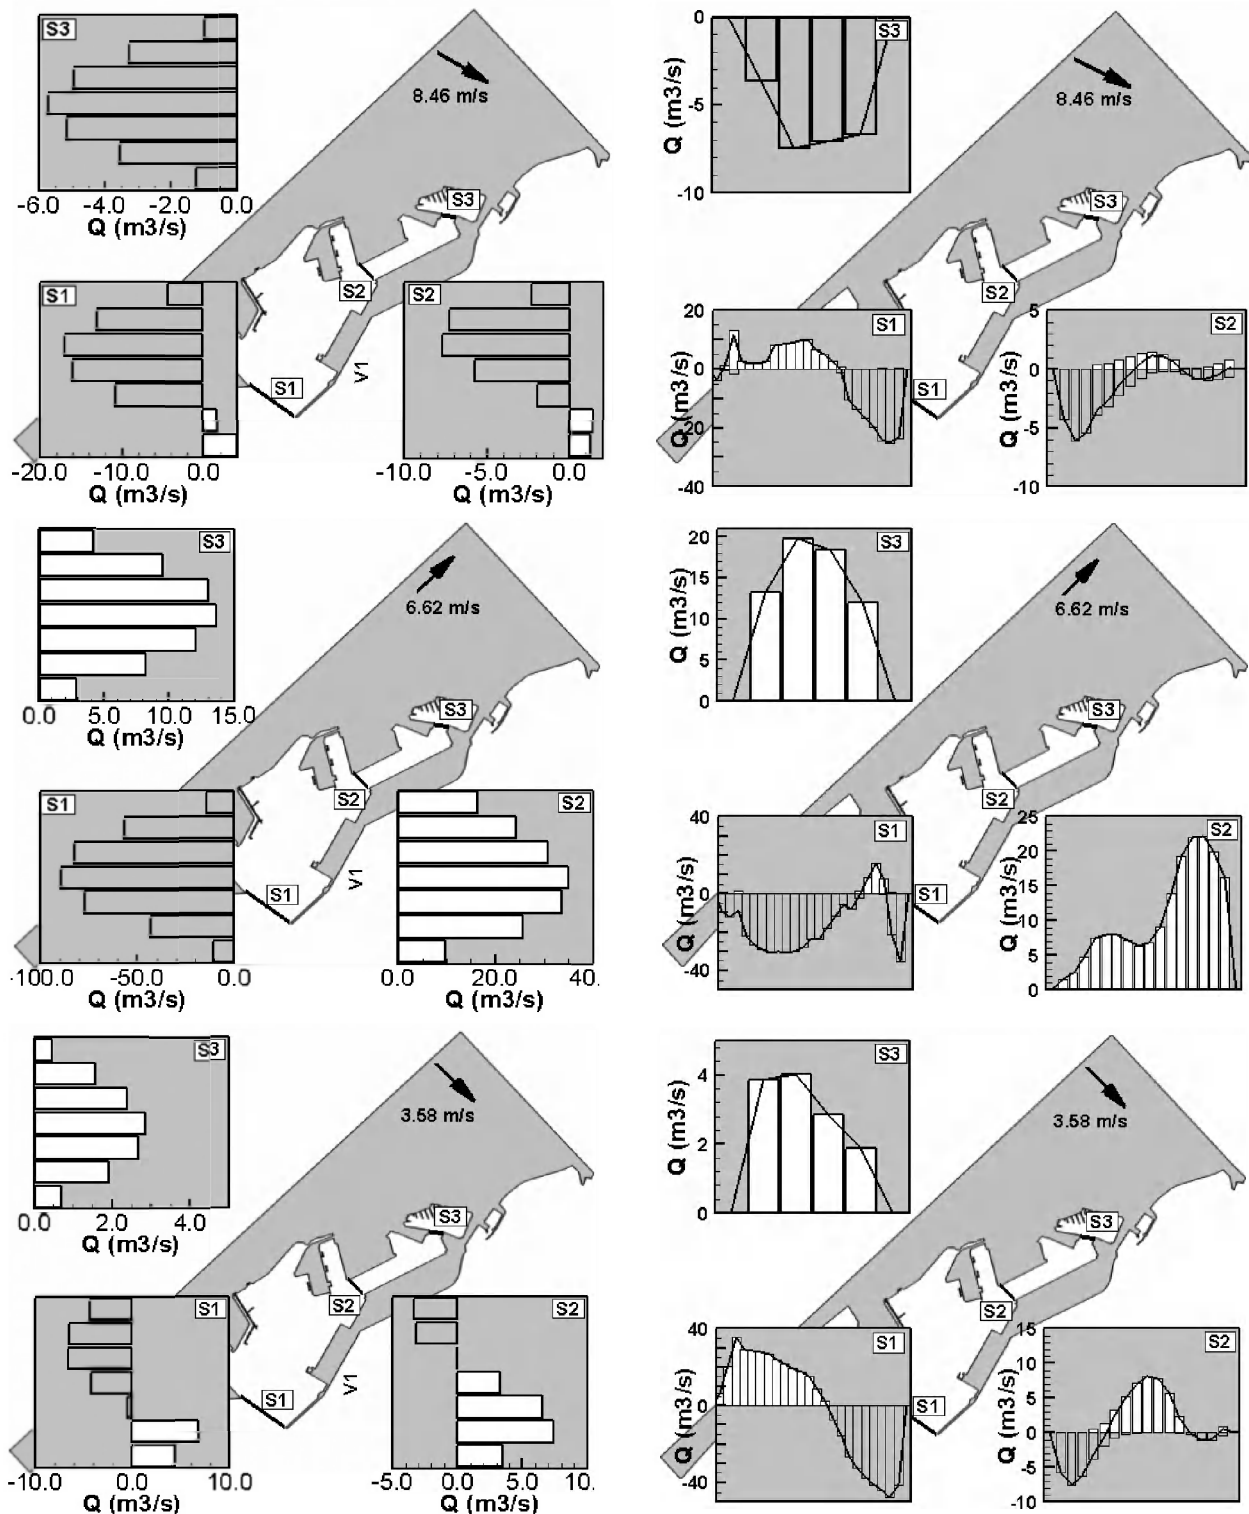 S3
-6.0 -4.0 -2.0 0.0
Q (m3/s)
8.46 m/s
S3
S2
S1
V1
S1
-20.0 -10.0 0.0
Q (m3/s)
S2
-10.0 -5.0 0.0
Q (m3/s)
0
-5
-10
Q (m3/s)
S3
8.46 m/s
S3
S2
S1
20
0
-20
-40
Q (m3/s)
S1
5
0
-5
-10
Q (m3/s)
S2
S3
0.0 5.0 10.0 15.0
Q (m3/s)
6.62 m/s
S3
S2
S1
V1
S1
-100.0 -50.0 0.0
Q (m3/s)
S2
0.0 20.0 40.
Q (m3/s)
20
15
10
5
0
Q (m3/s)
S3
6.62 m/s
S3
S2
S1
40
0
-40
Q (m3/s)
S1
25
20
15
10
5
0
Q (m3/s)
S2
S3
0.0 2.0 4.0
Q (m3/s)
3.58 m/s
S3
S2
S1
V1
S1
-10.0 0.0 10.0
Q (m3/s)
S2
-5.0 0.0 5.0 10.
Q (m3/s)
4
2
0
Q (m3/s)
S3
3.58 m/s
S3
S2
S1
40
0
-40
Q (m3/s)
S1
15
10
5
0
-5
-10
Q (m3/s)
S2